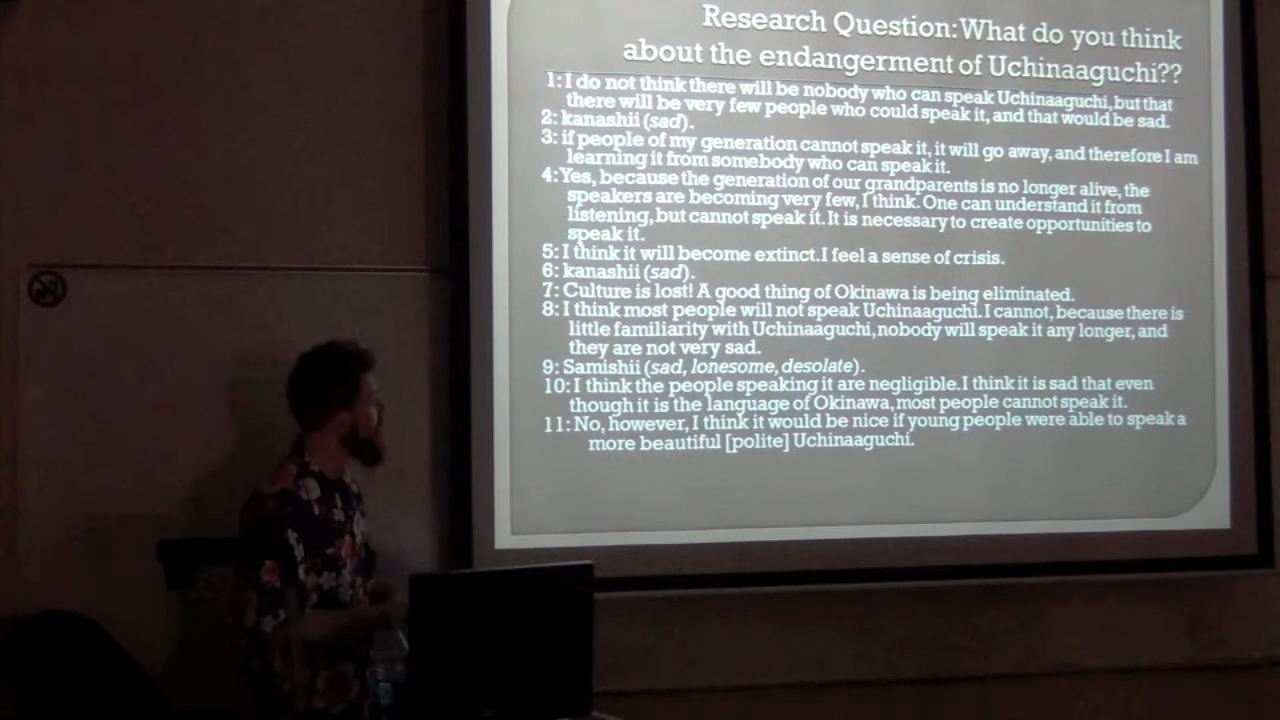 Research Question: What do you think
about the endangerment of Uchinaaguchi??
1: I do not think there will be nobody who can speak Uchinaaguchi, but that
there will be very few people who could speak it, and that would be sad.
2: kanashii (sad).
3: if people of my generation cannot speak it, it will go away, and therefore I am
learning it from somebody who can speak it.
4: Yes, because the generation of our grandparents is no longer alive, the
speakers are becoming very few, I think. One can understand it from
listening, but cannot speak it. It is necessary to create opportunities to
speak it.
5: I think it will become extinct. I feel a sense of crisis.
6: kanashii (sad).
7: Culture is lost! A good thing of Okinawa is being eliminated.
8: I think most people will not speak Uchinaaguchi. I cannot, because there is
little familiarity with Uchinaaguchi, nobody will speak it any longer, and
they are not very sad.
9: Samishii (sad, lonesome, desolate).
10: I think the people speaking it are negligible. I think it is sad that even
though it is the language of Okinawa, most people cannot speak it.
11: No, however, I think it would be nice if young people were able to speak a
more beautiful [polite] Uchinaaguchi.